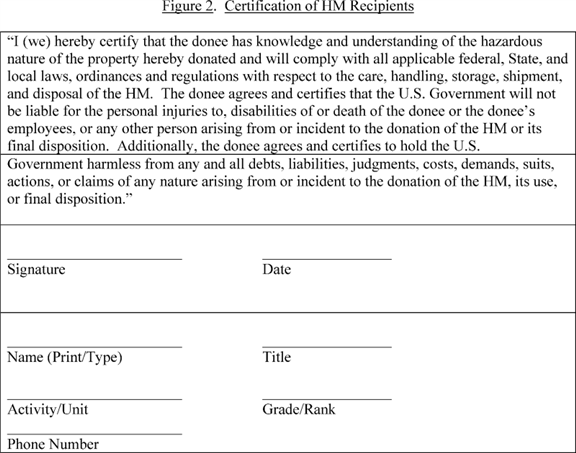 Figure 2.  Certification of HM Recipients
“I (we) hereby certify that the donee has knowledge and understanding of the hazardous
nature of the property hereby donated and will comply with all applicable federal, State, and
local laws, ordinances and regulations with respect to the care, handling, storage, shipment,
and disposal of the HM.  The donee agrees and certifies that the U.S. Government will not
be liable for the personal injuries to, disabilities of or death of the donee or the donee’s
employees, or any other person arising from or incident to the donation of the HM or its
final disposition.  Additionally, the donee agrees and certifies to hold the U.S.
Government harmless from any and all debts, liabilities, judgments, costs, demands, suits,
actions, or claims of any nature arising from or incident to the donation of the HM, its use,
or final disposition.”
Signature Date
Name (Print/Type) Title
Activity/Unit Grade/Rank
Phone Number